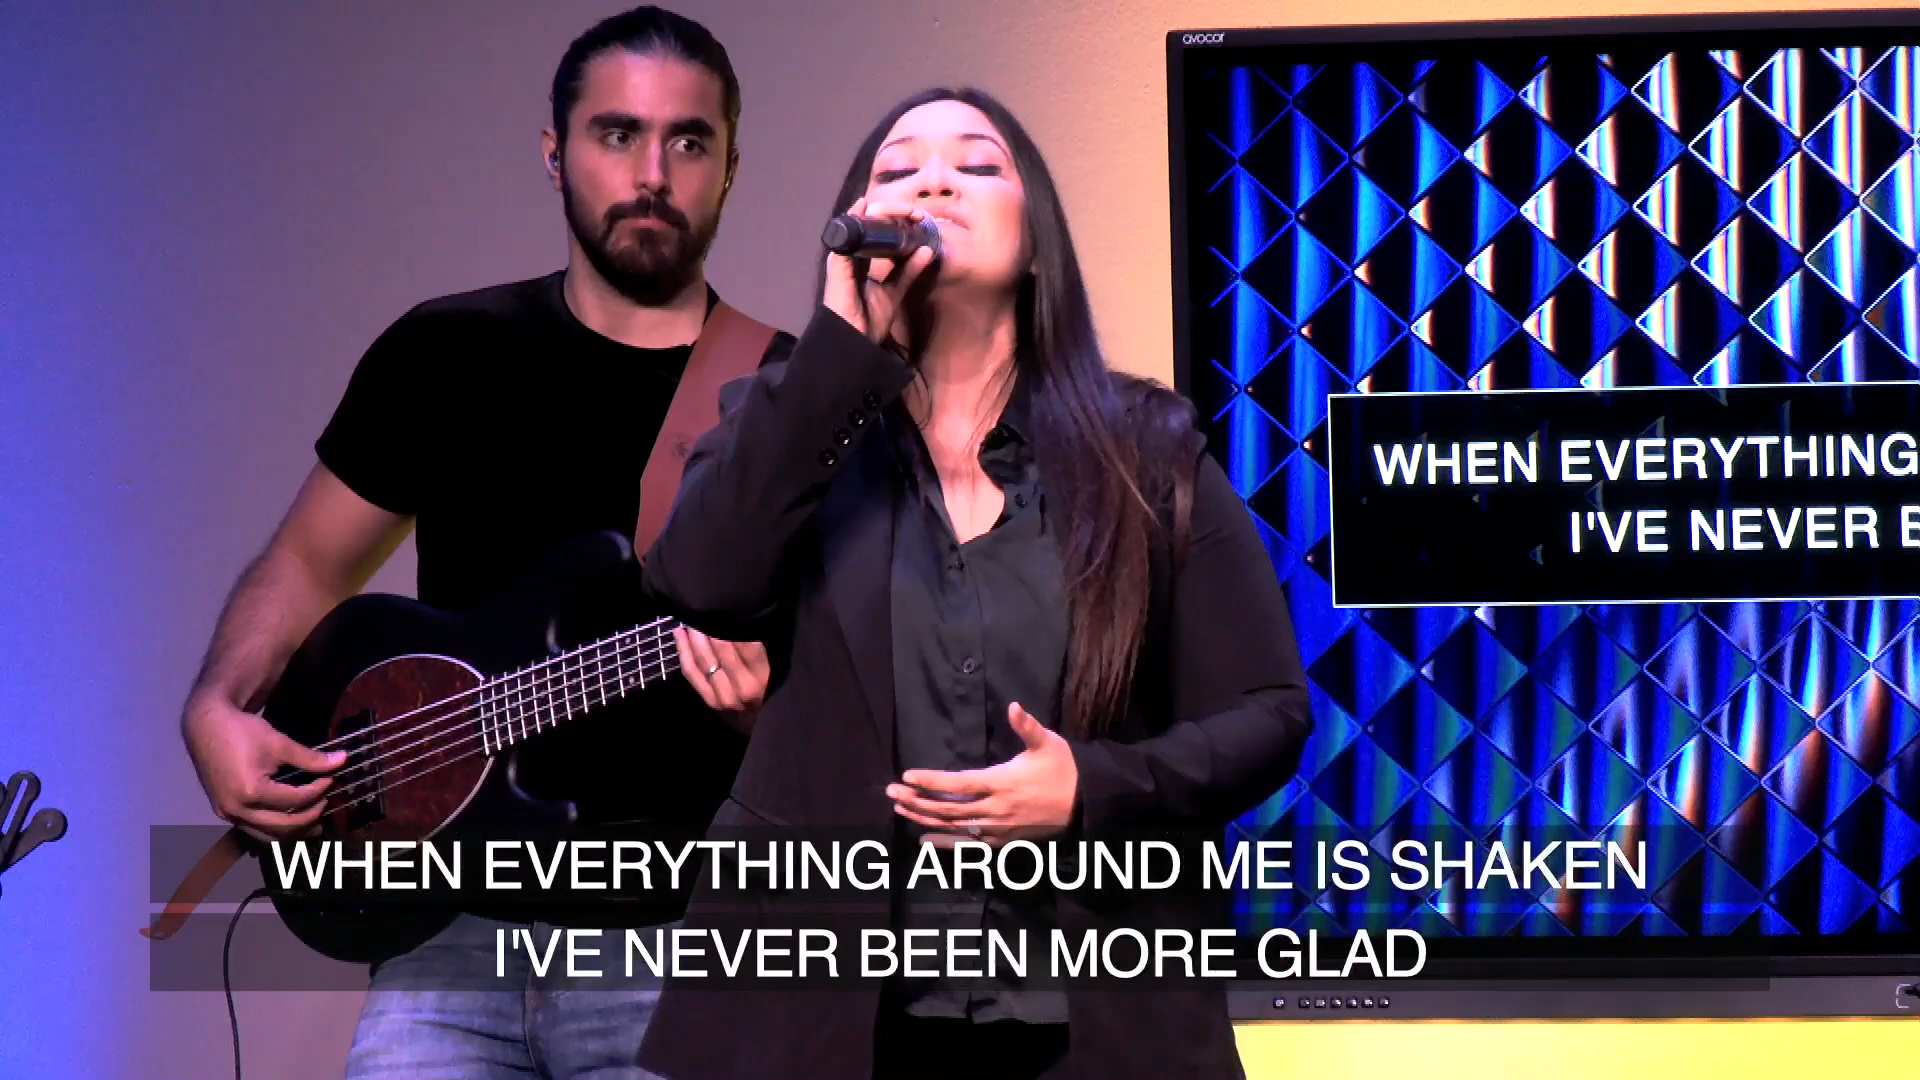 avocor
WHEN EVERYTHING
I'VE NEVER
WHEN EVERYTHING AROUND ME IS SHAKEN
I'VE NEVER BEEN MORE GLAD